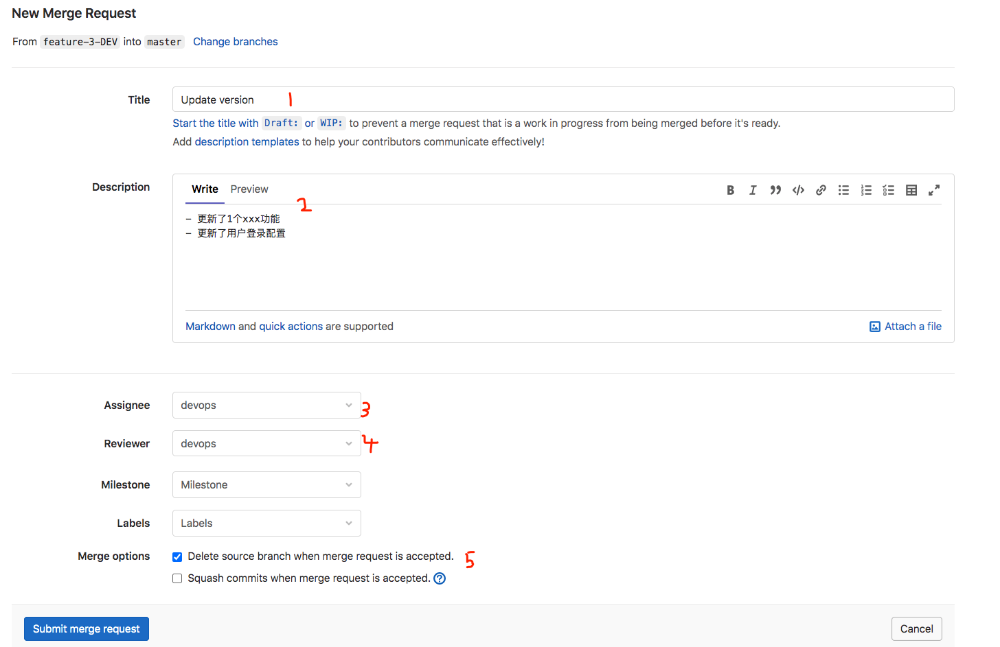 New Merge Request
From feature-3-DEV into master Change branches
Title
Update version 1
Start the title with Draft: or WIP: to prevent a merge request that is a work in progress from being merged before it's ready.
Add description templates to help your contributors communicate effectively!
Description
Write Preview
2
- 更新了1个xxx功能
- 更新了用户登录配置
Markdown and quick actions are supported
Attach a file
Assignee devops 3
Reviewer devops 4
Milestone Milestone
Labels Labels
Merge options Delete source branch when merge request is accepted. 5
Squash commits when merge request is accepted. ?
Submit merge request Cancel